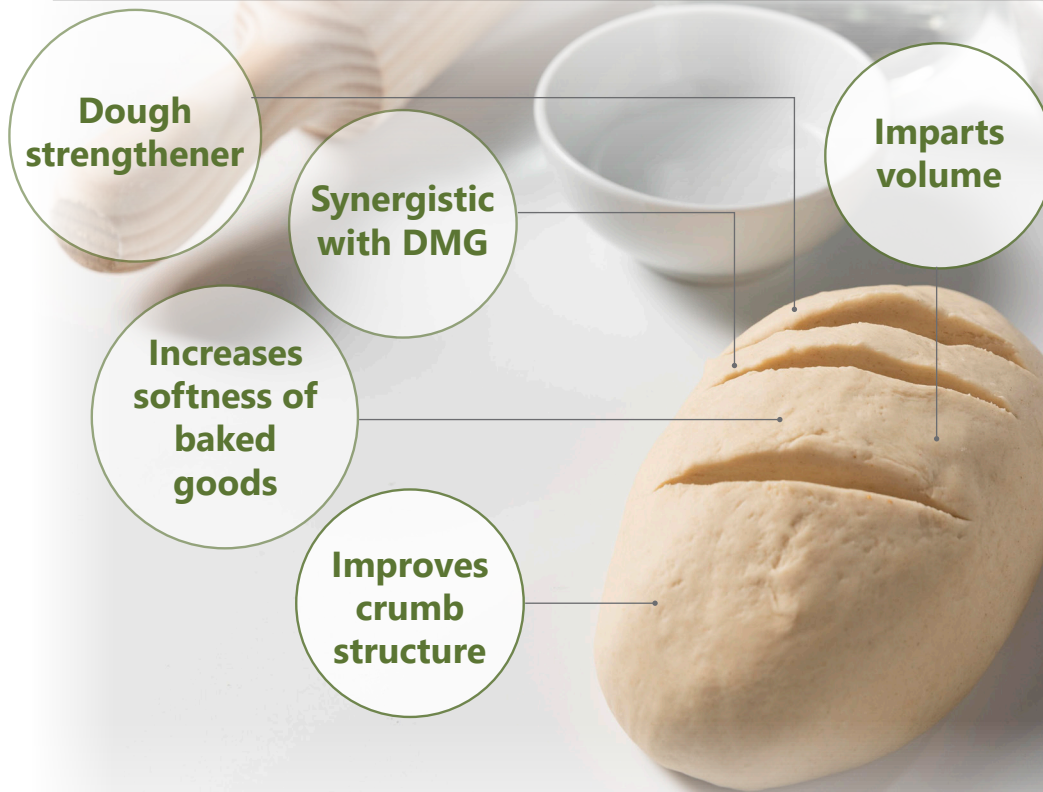 Dough
strengthener
Synergistic
with DMG
Imparts
volume
Increases
softness of
baked
goods
Improves
crumb
structure